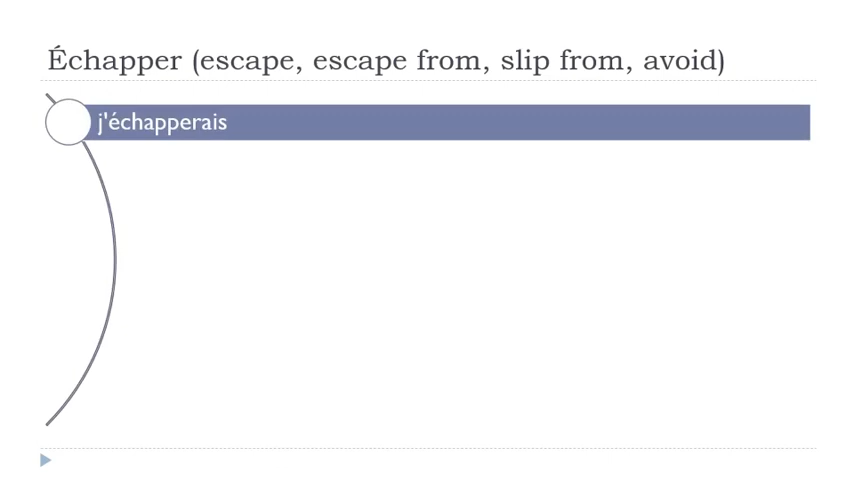 Échapper (escape, escape from, slip from, avoid)
j'échapperais